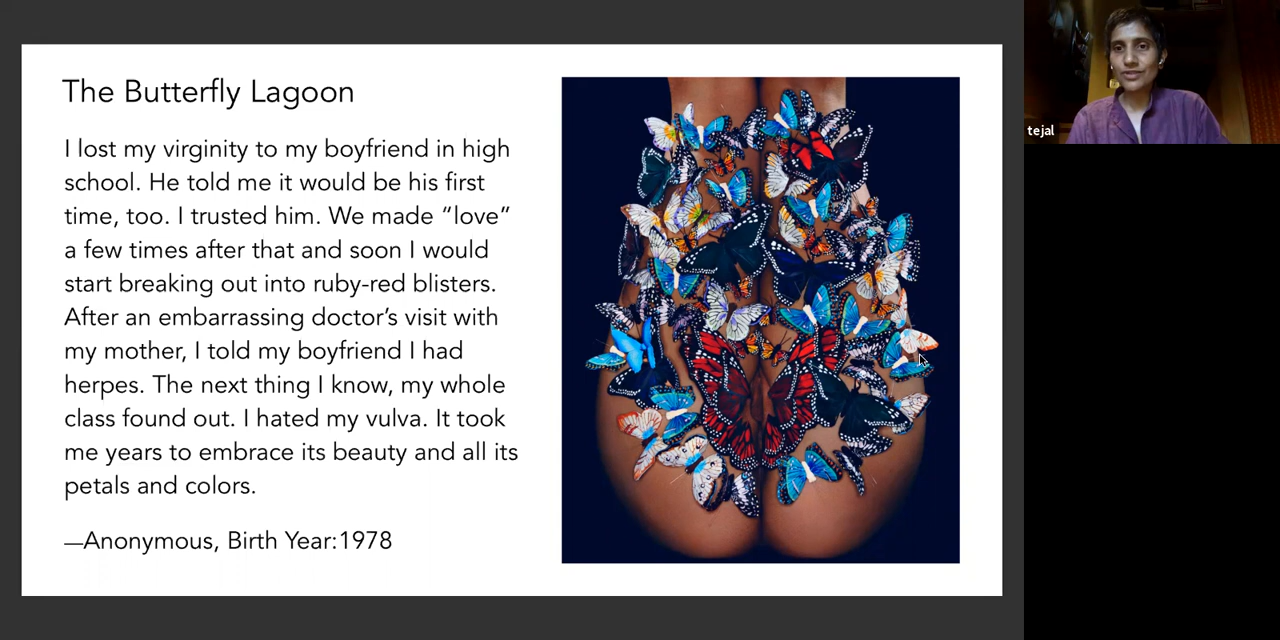 The Butterfly Lagoon
I lost my virginity to my boyfriend in high
school. He told me it would be his first
time, too. I trusted him. We made “love”
a few times after that and soon I would
start breaking out into ruby-red blisters.
After an embarrassing doctor’s visit with
my mother, I told my boyfriend I had
herpes. The next thing I know, my whole
class found out. I hated my vulva. It took
me years to embrace its beauty and all its
petals and colors.
—Anonymous, Birth Year:1978
tejal